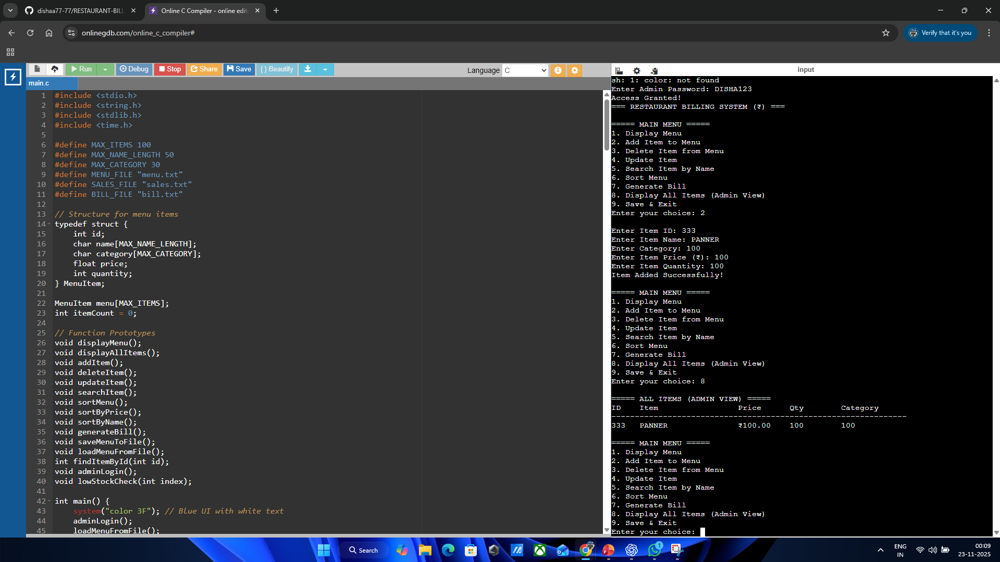 dishaa77-77/RESTAURANT-BILL
Online C Compiler - online edit
onlinegdb.com/online_c_compiler#
Verify that it's you
Run
Debug
Stop
Share
Save
{ } Beautify
Language C
input
main.c
1 #include <stdio.h>
2 #include <string.h>
3 #include <stdlib.h>
4 #include <time.h>
5
6 #define MAX_ITEMS 100
7 #define MAX_NAME_LENGTH 50
8 #define MAX_CATEGORY 30
9 #define MENU_FILE "menu.txt"
10 #define SALES_FILE "sales.txt"
11 #define BILL_FILE "bill.txt"
12
13 // Structure for menu items
14 typedef struct {
15 int id;
16 char name[MAX_NAME_LENGTH];
17 char category[MAX_CATEGORY];
18 float price;
19 int quantity;
20 } MenuItem;
21
22 MenuItem menu[MAX_ITEMS];
23 int itemCount = 0;
24
25 // Function Prototypes
26 void displayMenu();
27 void displayAllItems();
28 void addItem();
29 void deleteItem();
30 void updateItem();
31 void searchItem();
32 void sortMenu();
33 void sortByPrice();
34 void sortByName();
35 void generateBill();
36 void saveMenuToFile();
37 void loadMenuFromFile();
38 int findItemById(int id);
39 void adminLogin();
40 void lowStockCheck(int index);
41
42 int main() {
43 system("color 3F"); // Blue UI with white text
44 adminLogin();
45 loadMenuFromFile();
sh: 1: color: not found
Enter Admin Password: DISHA123
Access Granted!
=== RESTAURANT BILLING SYSTEM (₹) ===
===== MAIN MENU =====
1. Display Menu
2. Add Item to Menu
3. Delete Item from Menu
4. Update Item
5. Search Item by Name
6. Sort Menu
7. Generate Bill
8. Display All Items (Admin View)
9. Save & Exit
Enter your choice: 2
Enter Item ID: 333
Enter Item Name: PANNER
Enter Category: 100
Enter Item Price (₹): 100
Enter Item Quantity: 100
Item Added Successfully!
===== MAIN MENU =====
1. Display Menu
2. Add Item to Menu
3. Delete Item from Menu
4. Update Item
5. Search Item by Name
6. Sort Menu
7. Generate Bill
8. Display All Items (Admin View)
9. Save & Exit
Enter your choice: 8
===== ALL ITEMS (ADMIN VIEW) =====
ID Item Price Qty Category
---------------------------------------------------------------
333 PANNER ₹100.00 100 100
===== MAIN MENU =====
1. Display Menu
2. Add Item to Menu
3. Delete Item from Menu
4. Update Item
5. Search Item by Name
6. Sort Menu
7. Generate Bill
8. Display All Items (Admin View)
9. Save & Exit
Enter your choice:
Search
1
ENG
IN
00:09
23-11-2025